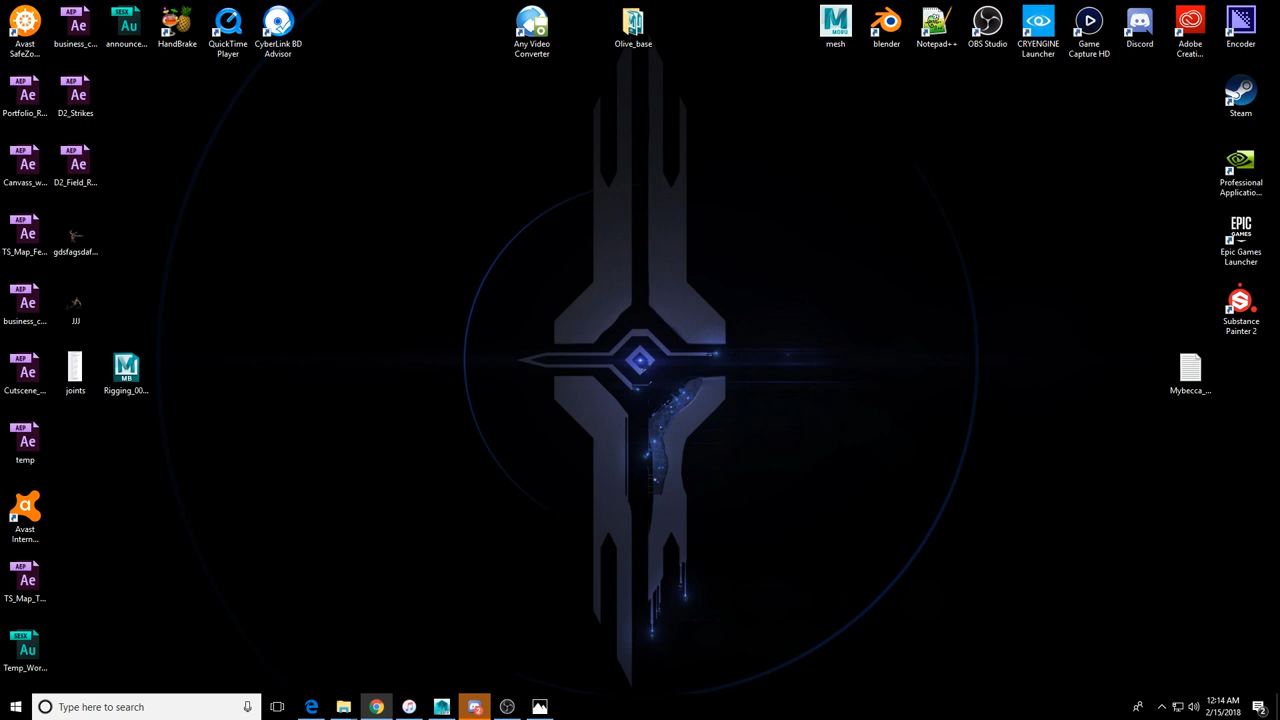 Avast
SafeZo...
business_c...
announce...
HandBrake
QuickTime
Player
CyberLink BD
Advisor
Any Video
Converter
Olive_base
mesh
blender
Notepad++
OBS Studio
CRYENGINE
Launcher
Game
Capture HD
Discord
Adobe
Creati...
Encoder
Portfolio_R...
D2_Strikes
Steam
Canvass_w...
D2_Field_R...
Professional
Applicatio...
TS_Map_Fe...
gdsfagsdaf...
Epic Games
Launcher
business_c...
JJJ
Substance
Painter 2
Cutscene_...
joints
Rigging_00...
Mybecca_...
temp
Avast
Intern...
TS_Map_T...
Temp_Wor...
Type here to search
12:14 AM
2/15/2018